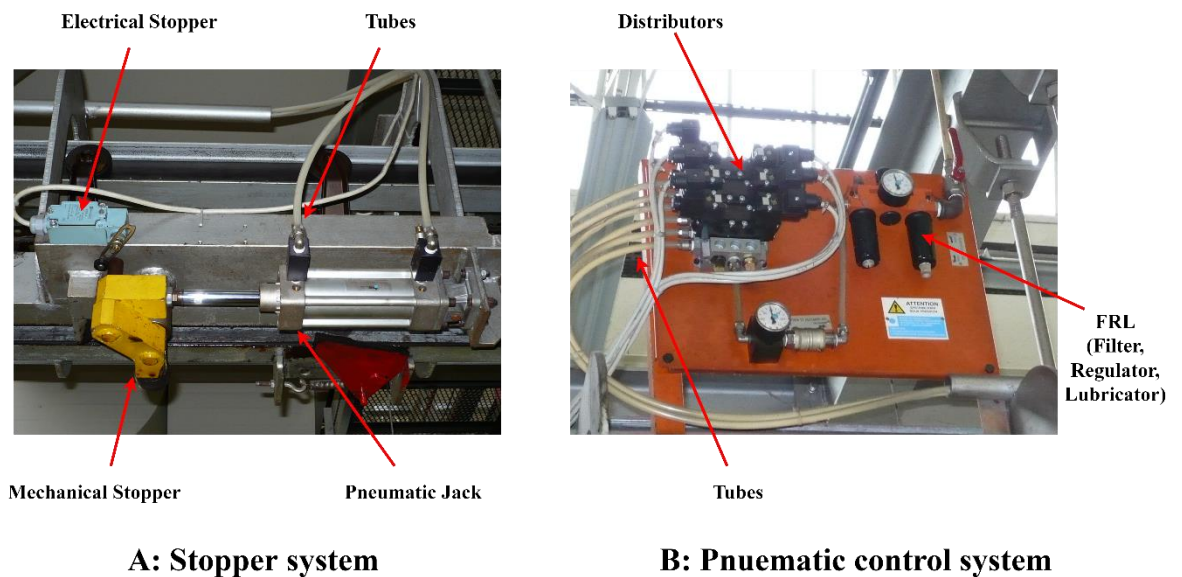 Electrical Stopper
Tubes
Distributors
ATTENTION
FRL
(Filter,
Regulator,
Lubricator)
Mechanical Stopper
Pneumatic Jack
Tubes
A: Stopper system
B: Pnuematic control system